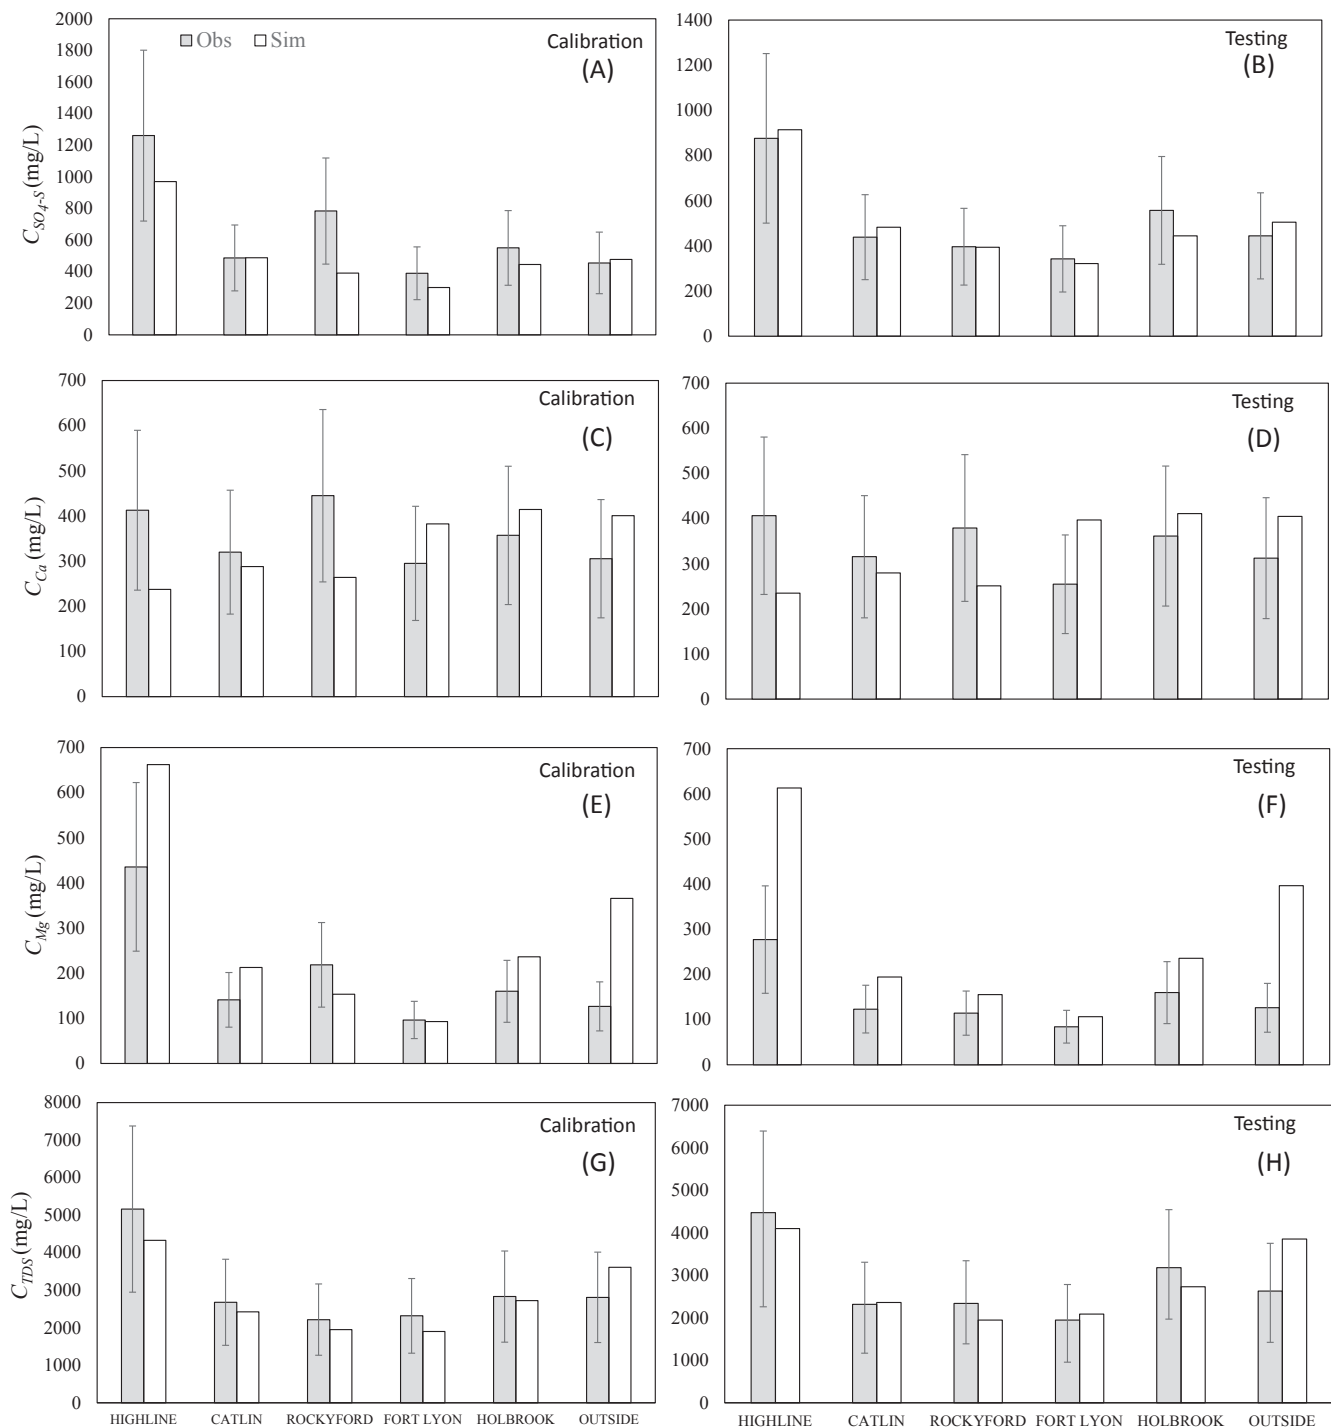 2000
1800
1600
1400
1200
1000
800
600
400
200
0
C_SO4-S (mg/L)
Obs Sim
Calibration
(A)
1400
1200
1000
800
600
400
200
0
Testing
(B)
700
600
500
400
300
200
100
0
C_Ca (mg/L)
Calibration
(C)
700
600
500
400
300
200
100
0
Testing
(D)
700
600
500
400
300
200
100
0
C_Mg (mg/L)
Calibration
(E)
700
600
500
400
300
200
100
0
Testing
(F)
8000
7000
6000
5000
4000
3000
2000
1000
0
C_TDS (mg/L)
Calibration
(G)
HIGHLINE CATLIN ROCKYFORD FORT LYON HOLBROOK OUTSIDE
7000
6000
5000
4000
3000
2000
1000
0
Testing
(H)
HIGHLINE CATLIN ROCKYFORD FORT LYON HOLBROOK OUTSIDE